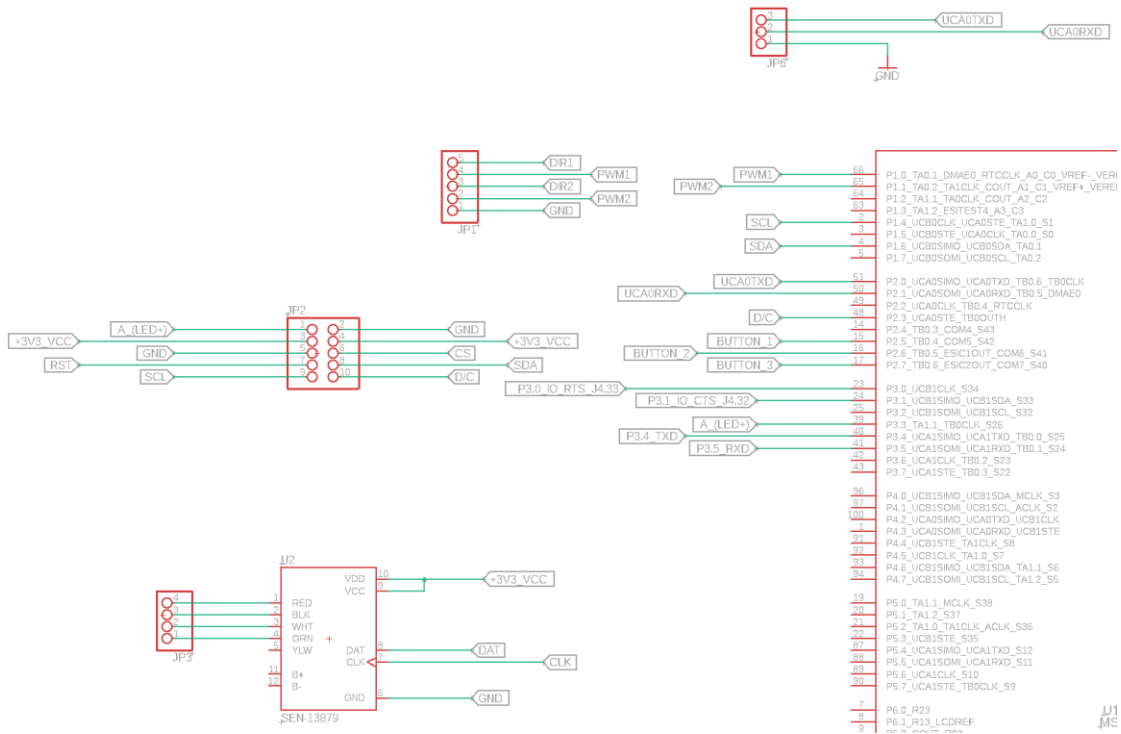 3 UCA0TXD
2 UCA0RXD
1
JP6
GND
5 DIR1
4 PWM1
3 DIR2
2 PWM2
1 GND
JP1
JP2
A_(LED+) 1 2 GND
+3V3_VCC 3 4 +3V3_VCC
GND 5 6 CS
RST 7 8 SDA
SCL 9 10 D/C
U2
VDD 10 +3V3_VCC
VCC 9
4 1 RED
3 2 BLK
2 3 WHT
1 4 GRN
5 YLW
JP3
DAT 8 DAT
CLK 7 CLK
11 B+
12 B-
GND 6 GND
SEN-13879
PWM1 66 P1.0_TA0.1_DMAE0_RTCCLK_A0_C0_VREF-_VERE
PWM2 65 P1.1_TA0.2_TA1CLK_COUT_A1_C1_VREF+_VEREF
64 P1.2_TA1.1_TA0CLK_COUT_A2_C2
63 P1.3_TA1.2_ESITEST4_A3_C3
SCL 2 P1.4_UCB0CLK_UCA0STE_TA1.0_S1
3 P1.5_UCB0STE_UCA0CLK_TA0.0_S0
SDA 4 P1.6_UCB0SIMO_UCB0SDA_TA0.1
5 P1.7_UCB0SOMI_UCB0SCL_TA0.2
UCA0TXD 51 P2.0_UCA0SIMO_UCA0TXD_TB0.6_TB0CLK
UCA0RXD 50 P2.1_UCA0SOMI_UCA0RXD_TB0.5_DMAE0
49 P2.2_UCA0CLK_TB0.4_RTCCLK
D/C 48 P2.3_UCA0STE_TB0OUTH
14 P2.4_TB0.3_COM4_S43
BUTTON_1 15 P2.5_TB0.4_COM5_S42
BUTTON_2 16 P2.6_TB0.5_ESIC1OUT_COM6_S41
BUTTON_3 17 P2.7_TB0.6_ESIC2OUT_COM7_S40
P3.0_IO_RTS_J4.33 23 P3.0_UCB1CLK_S34
P3.1_IO_CTS_J4.32 24 P3.1_UCB1SIMO_UCB1SDA_S33
25 P3.2_UCB1SOMI_UCB1SCL_S32
A_(LED+) 39 P3.3_TA1.1_TB0CLK_S26
P3.4_TXD 40 P3.4_UCA1SIMO_UCA1TXD_TB0.0_S25
P3.5_RXD 41 P3.5_UCA1SOMI_UCA1RXD_TB0.1_S24
42 P3.6_UCA1CLK_TB0.2_S23
43 P3.7_UCA1STE_TB0.3_S22
96 P4.0_UCB1SIMO_UCB1SDA_MCLK_S3
97 P4.1_UCB1SOMI_UCB1SCL_ACLK_S2
100 P4.2_UCA0SIMO_UCA0TXD_UCB1CLK
1 P4.3_UCA0SOMI_UCA0RXD_UCB1STE
91 P4.4_UCB1STE_TA1CLK_S8
92 P4.5_UCB1CLK_TA1.0_S7
93 P4.6_UCB1SIMO_UCB1SDA_TA1.1_S6
94 P4.7_UCB1SOMI_UCB1SCL_TA1.2_S5
19 P5.0_TA1.1_MCLK_S38
20 P5.1_TA1.2_S37
21 P5.2_TA1.0_TA1CLK_ACLK_S36
22 P5.3_UCB1STE_S35
87 P5.4_UCA1SIMO_UCA1TXD_S12
88 P5.5_UCA1SOMI_UCA1RXD_S11
89 P5.6_UCA1CLK_S10
90 P5.7_UCA1STE_TB0CLK_S9
7 P6.0_R23
8 P6.1_R13_LCDREF
9
U1
MS